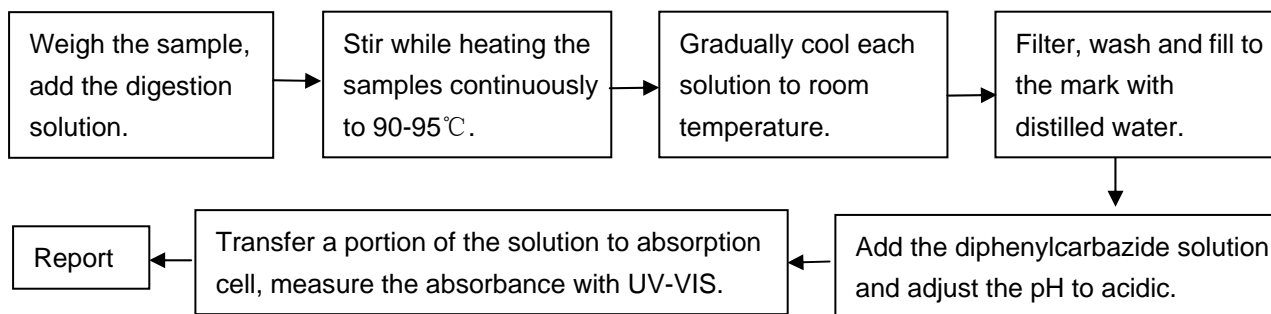 Weigh the sample,
add the digestion
solution.
Stir while heating the
samples continuously
to 90-95℃.
Gradually cool each
solution to room
temperature.
Filter, wash and fill to
the mark with
distilled water.
Add the diphenylcarbazide solution
and adjust the pH to acidic.
Transfer a portion of the solution to absorption
cell, measure the absorbance with UV-VIS.
Report